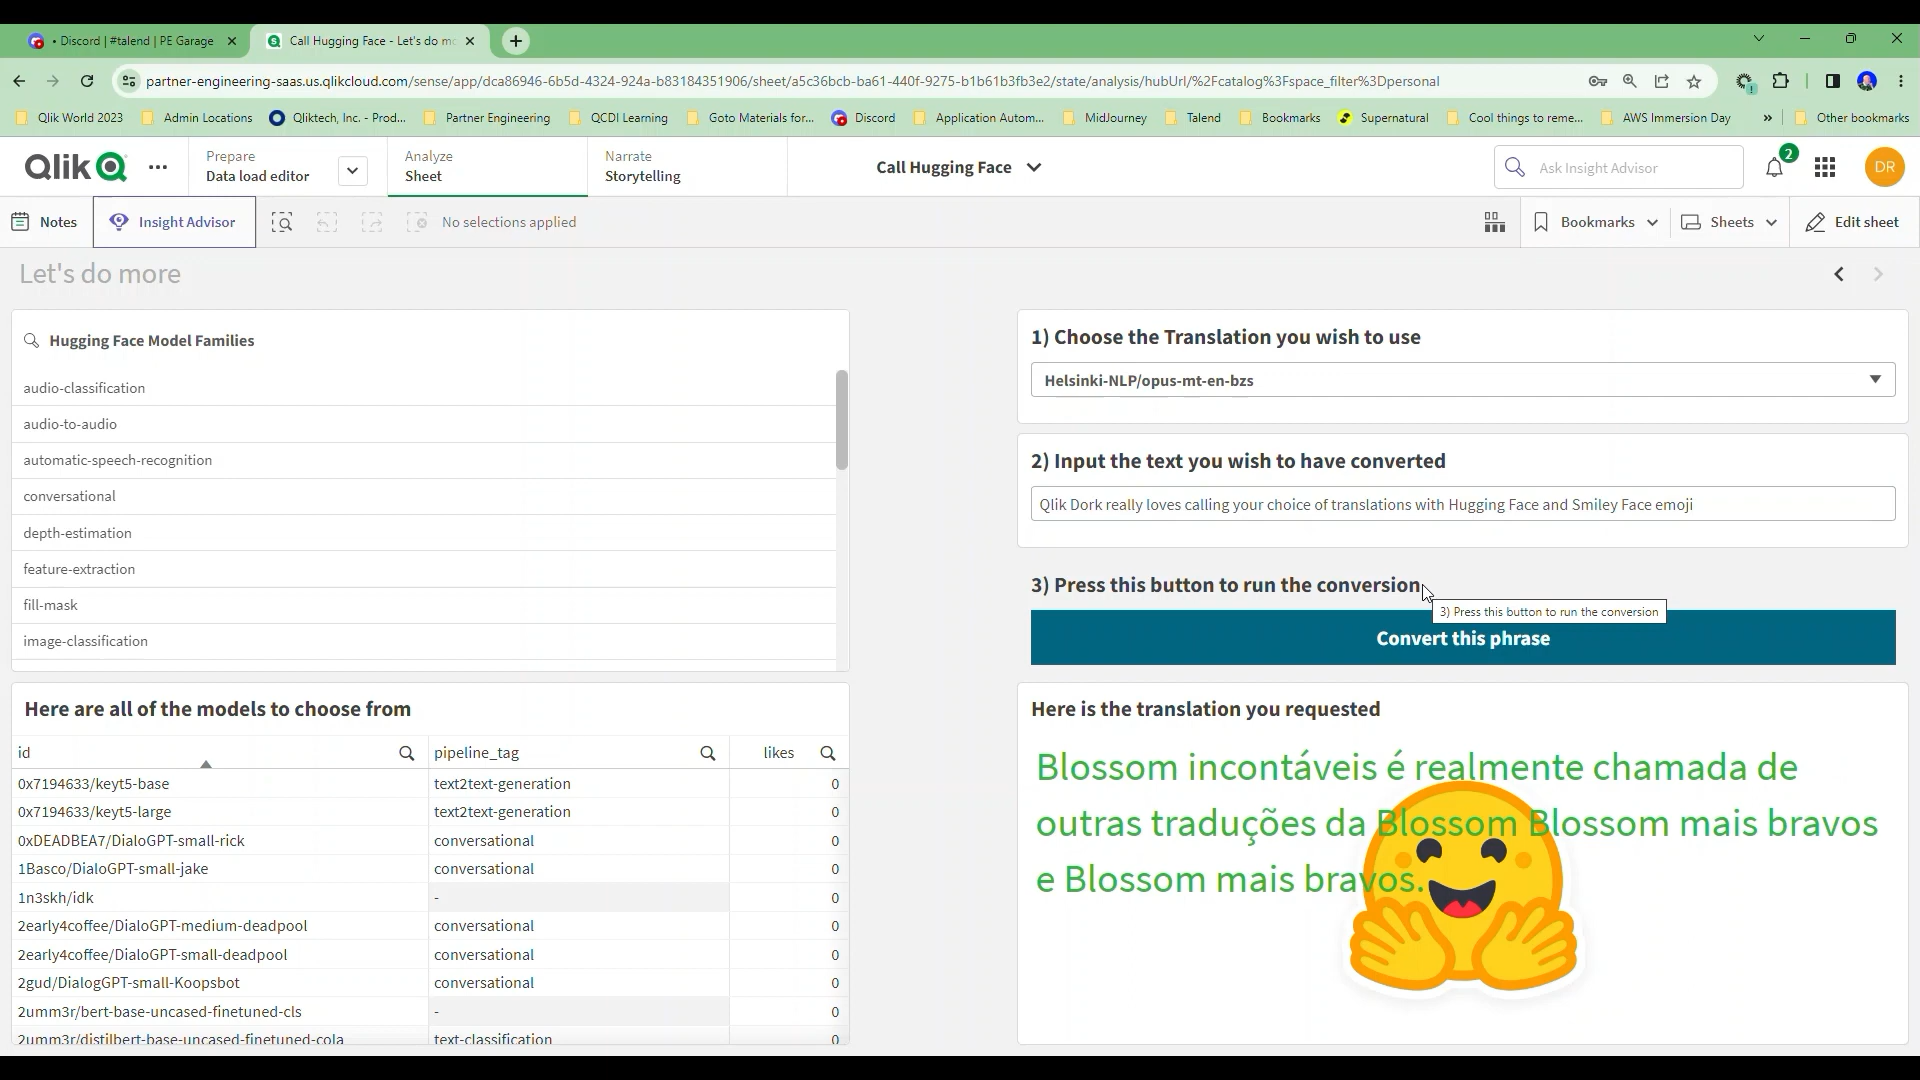 • Discord | #talend | PE Garage
Call Hugging Face - Let's do mo
partner-engineering-saas.us.qlikcloud.com/sense/app/dca86946-6b5d-4324-924a-b83184351906/sheet/a5c36bcb-ba61-440f-9275-b1b61b3fb3e2/state/analysis/hubUrl/%2Fcatalog%3Fspace_filter%3Dpersonal
Qlik World 2023
Admin Locations
Qliktech, Inc. - Prod...
Partner Engineering
QCDI Learning
Goto Materials for...
Discord
Application Autom...
MidJourney
Talend
Bookmarks
Supernatural
Cool things to reme...
AWS Immersion Day
»
Other bookmarks
Qlik
Prepare
Data load editor
Analyze
Sheet
Narrate
Storytelling
Call Hugging Face
Ask Insight Advisor
2
DR
Notes
Insight Advisor
No selections applied
Bookmarks
Sheets
Edit sheet
Let's do more
Hugging Face Model Families
audio-classification
audio-to-audio
automatic-speech-recognition
conversational
depth-estimation
feature-extraction
fill-mask
image-classification
1) Choose the Translation you wish to use
Helsinki-NLP/opus-mt-en-bzs
2) Input the text you wish to have converted
Qlik Dork really loves calling your choice of translations with Hugging Face and Smiley Face emoji
3) Press this button to run the conversion
3) Press this button to run the conversion
Convert this phrase
Here are all of the models to choose from
id pipeline_tag likes
0x7194633/keyt5-base text2text-generation 0
0x7194633/keyt5-large text2text-generation 0
0xDEADBEA7/DialoGPT-small-rick conversational 0
1Basco/DialoGPT-small-jake conversational 0
1n3skh/idk - 0
2early4coffee/DialoGPT-medium-deadpool conversational 0
2early4coffee/DialoGPT-small-deadpool conversational 0
2gud/DialogGPT-small-Koopsbot conversational 0
2umm3r/bert-base-uncased-finetuned-cls - 0
2umm3r/distilbert-base-uncased-finetuned-cola text-classification 0
Here is the translation you requested
Blossom incontáveis é realmente chamada de
outras traduções da Blossom Blossom mais bravos
e Blossom mais bravos.